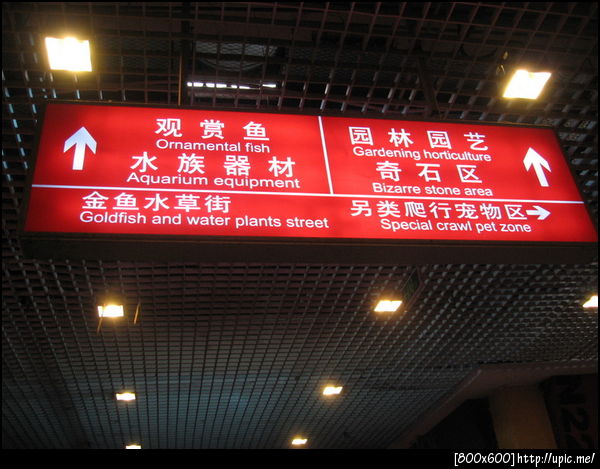 观赏鱼
Ornamental fish
水族器材
Aquarium equipment
园林园艺
Gardening horticulture
奇石区
Bizarre stone area
金鱼水草街
Goldfish and water plants street
另类爬行宠物区
Special crawl pet zone
[800x600]http://upic.me/